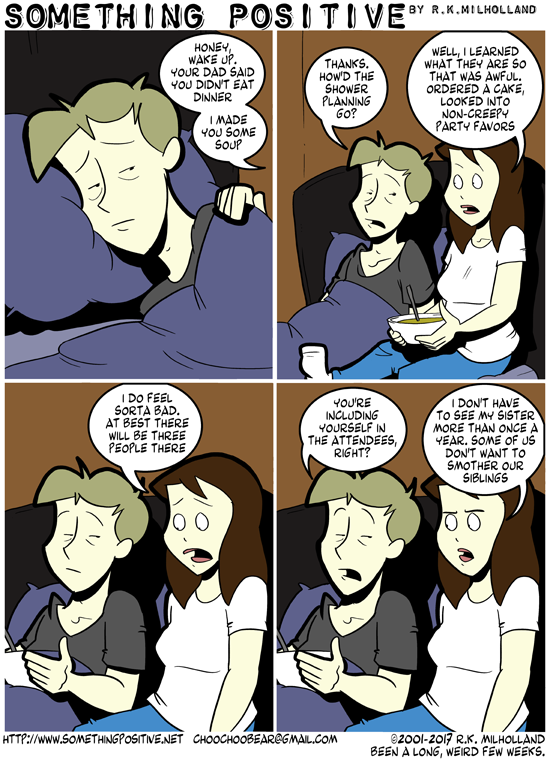 SOMETHING POSITIVE BY R.K.MILHOLLAND
HONEY,
WAKE UP.
YOUR DAD SAID
YOU DIDN'T EAT
DINNER
I MADE
YOU SOME
SOUP
THANKS.
HOW'D THE
SHOWER
PLANNING
GO?
WELL, I LEARNED
WHAT THEY ARE SO
THAT WAS AWFUL.
ORDERED A CAKE,
LOOKED INTO
NON-CREEPY
PARTY FAVORS
I DO FEEL
SORTA BAD.
AT BEST THERE
WILL BE THREE
PEOPLE THERE
YOU'RE
INCLUDING
YOURSELF IN
THE ATTENDEES,
RIGHT?
I DON'T HAVE
TO SEE MY SISTER
MORE THAN ONCE A
YEAR. SOME OF US
DON'T WANT TO
SMOTHER OUR
SIBLINGS
HTTP://WWW.SOMETHINGPOSITIVE.NET CHOOCHOOBEAR@GMAIL.COM ©2001-2017 R.K. MILHOLLAND
BEEN A LONG, WEIRD FEW WEEKS.